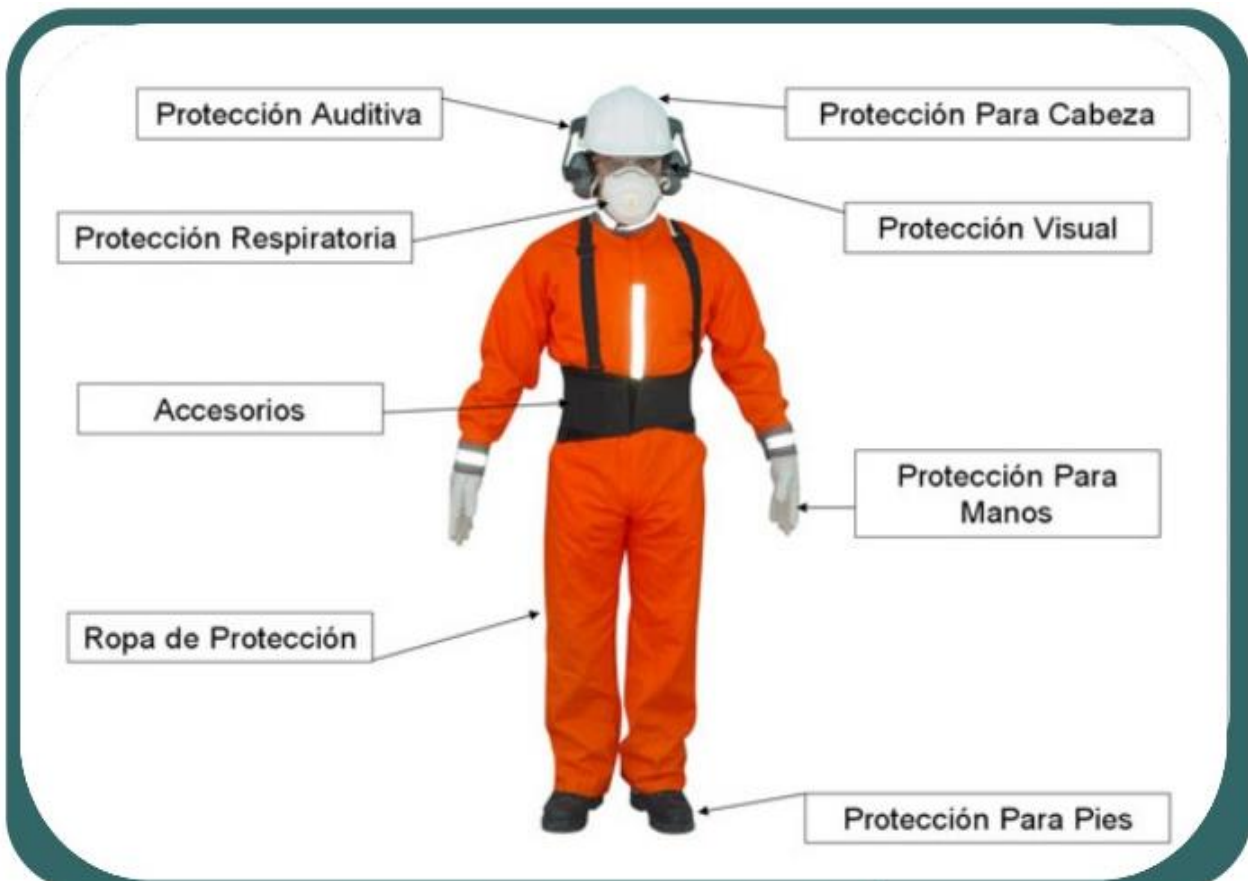 Protección Auditiva
Protección Para Cabeza
Protección Respiratoria
Protección Visual
Accesorios
Protección Para
Manos
Ropa de Protección
Protección Para Pies